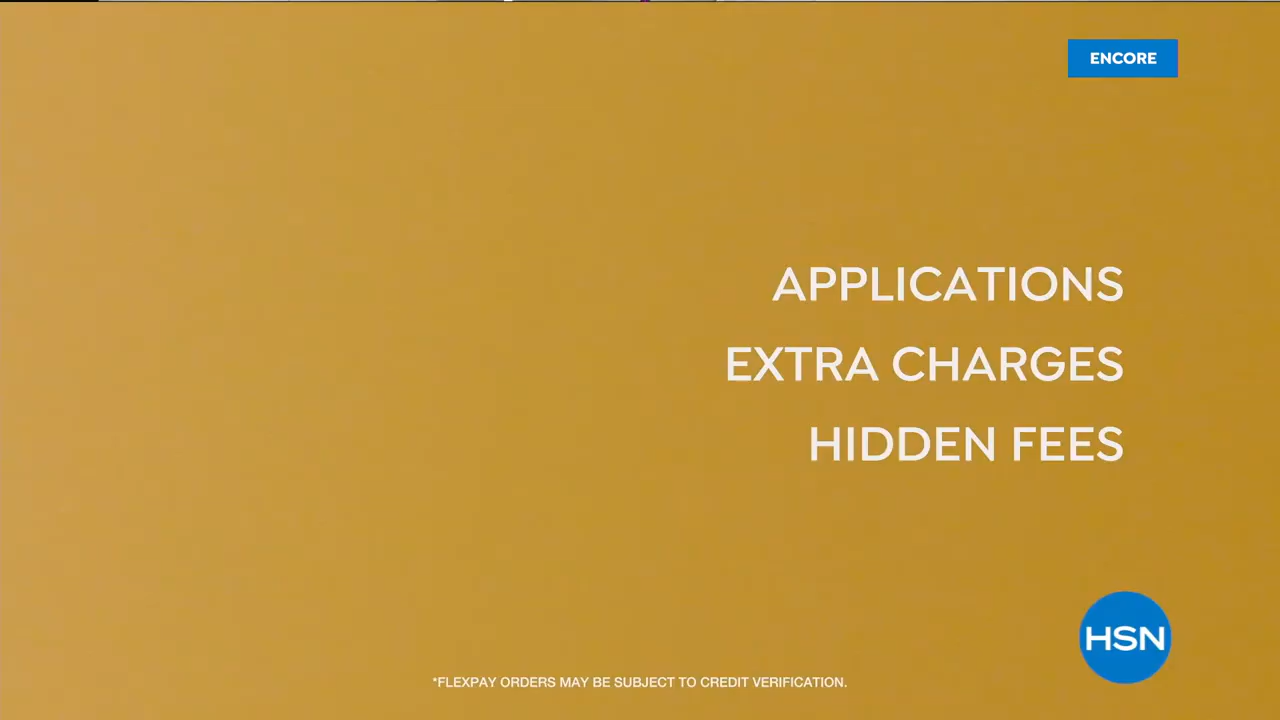 ENCORE
APPLICATIONS
EXTRA CHARGES
HIDDEN FEES
HSN
*FLEXPAY ORDERS MAY BE SUBJECT TO CREDIT VERIFICATION.